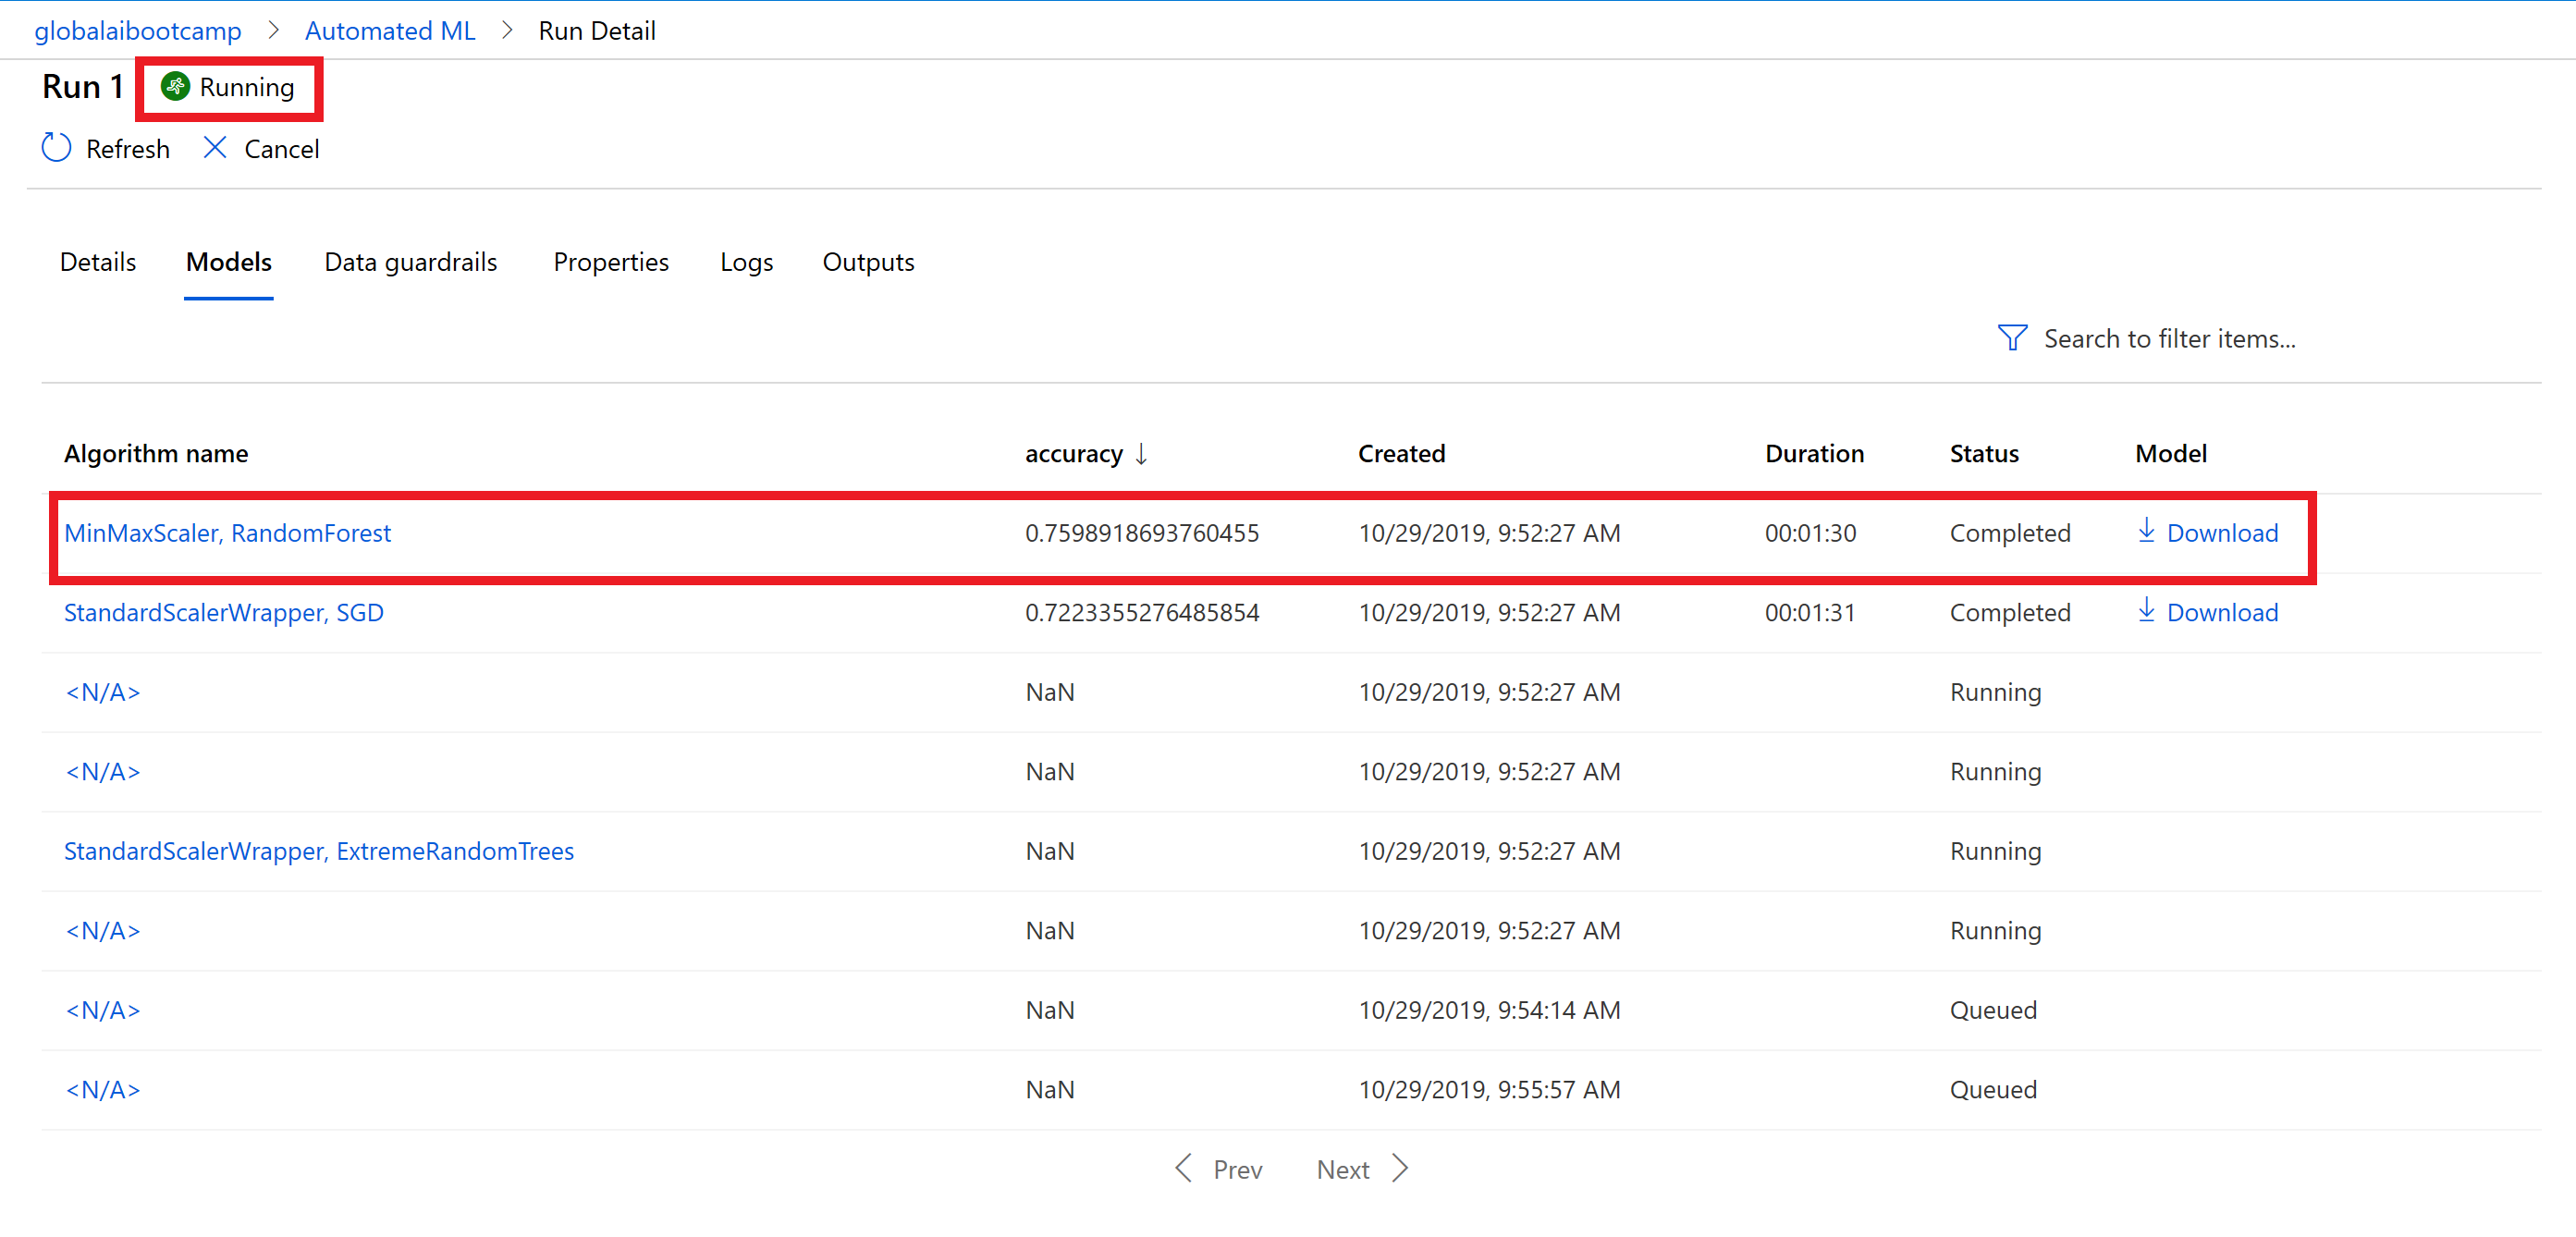 globalaibootcamp > Automated ML > Run Detail
Run 1 Running
Refresh Cancel
Details Models Data guardrails Properties Logs Outputs
Search to filter items...
Algorithm name accuracy ↓ Created Duration Status Model
MinMaxScaler, RandomForest 0.7598918693760455 10/29/2019, 9:52:27 AM 00:01:30 Completed Download
StandardScalerWrapper, SGD 0.7223355276485854 10/29/2019, 9:52:27 AM 00:01:31 Completed Download
<N/A> NaN 10/29/2019, 9:52:27 AM Running
<N/A> NaN 10/29/2019, 9:52:27 AM Running
StandardScalerWrapper, ExtremeRandomTrees NaN 10/29/2019, 9:52:27 AM Running
<N/A> NaN 10/29/2019, 9:52:27 AM Running
<N/A> NaN 10/29/2019, 9:54:14 AM Queued
<N/A> NaN 10/29/2019, 9:55:57 AM Queued
Prev Next